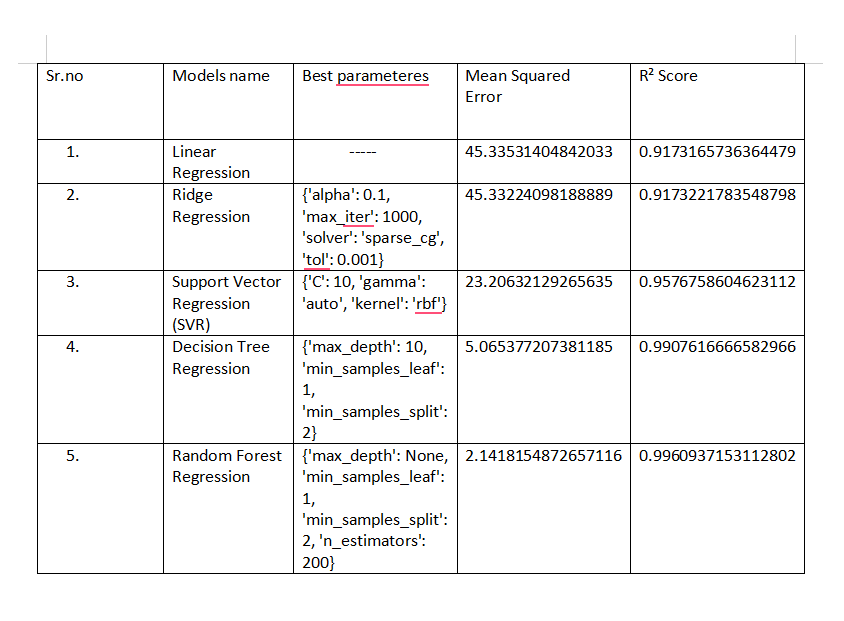 Sr.no
Models name
Best parameteres
Mean Squared
Error
R² Score
1.
Linear
Regression
-----
45.33531404842033
0.9173165736364479
2.
Ridge
Regression
{'alpha': 0.1,
'max_iter': 1000,
'solver': 'sparse_cg',
'tol': 0.001}
45.33224098188889
0.9173221783548798
3.
Support Vector
Regression
(SVR)
{'C': 10, 'gamma':
'auto', 'kernel': 'rbf'}
23.20632129265635
0.9576758604623112
4.
Decision Tree
Regression
{'max_depth': 10,
'min_samples_leaf':
1,
'min_samples_split':
2}
5.065377207381185
0.9907616666582966
5.
Random Forest
Regression
{'max_depth': None,
'min_samples_leaf':
1,
'min_samples_split':
2, 'n_estimators':
200}
2.1418154872657116
0.9960937153112802